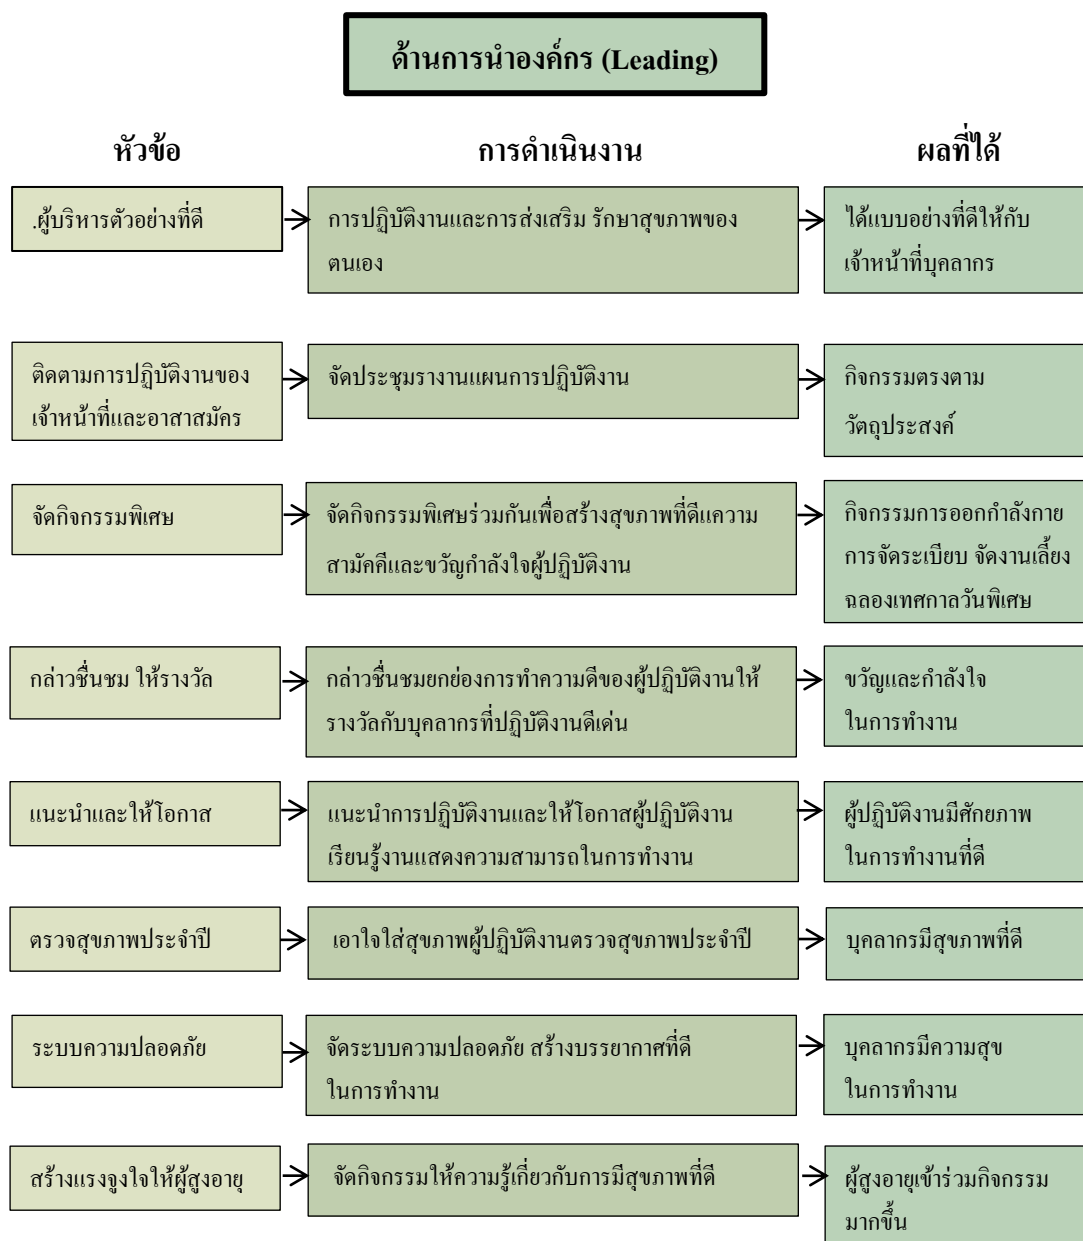 ด้านการนำองค์กร (Leading)
หัวข้อ
การดำเนินงาน
ผลที่ได้
.ผู้บริหารตัวอย่างที่ดี
การปฏิบัติงานและการส่งเสริม รักษาสุขภาพของ
ตนเอง
ได้แบบอย่างที่ดีให้กับ
เจ้าหน้าที่บุคลากร
ติดตามการปฏิบัติงานของ
เจ้าหน้าที่และอาสาสมัคร
จัดประชุมรางานแผนการปฏิบัติงาน
กิจกรรมตรงตาม
วัตถุประสงค์
จัดกิจกรรมพิเศษ
จัดกิจกรรมพิเศษร่วมกันเพื่อสร้างสุขภาพที่ดีแความ
สามัคคีและขวัญกำลังใจผู้ปฏิบัติงาน
กิจกรรมการออกกำลังกาย
การจัดระเบียบ จัดงานเลี้ยง
ฉลองเทศกาลวันพิเศษ
กล่าวชื่นชม ให้รางวัล
กล่าวชื่นชมยกย่องการทำความดีของผู้ปฏิบัติงานให้
รางวัลกับบุคลากรที่ปฏิบัติงานดีเด่น
ขวัญและกำลังใจ
ในการทำงาน
แนะนำและให้โอกาส
แนะนำการปฏิบัติงานและให้โอกาสผู้ปฏิบัติงาน
เรียนรู้งานแสดงความสามารถในการทำงาน
ผู้ปฏิบัติงานมีศักยภาพ
ในการทำงานที่ดี
ตรวจสุขภาพประจำปี
เอาใจใส่สุขภาพผู้ปฏิบัติงานตรวจสุขภาพประจำปี
บุคลากรมีสุขภาพที่ดี
ระบบความปลอดภัย
จัดระบบความปลอดภัย สร้างบรรยากาศที่ดี
ในการทำงาน
บุคลากรมีความสุข
ในการทำงาน
สร้างแรงจูงใจให้ผู้สูงอายุ
จัดกิจกรรมให้ความรู้เกี่ยวกับการมีสุขภาพที่ดี
ผู้สูงอายุเข้าร่วมกิจกรรม
มากขึ้น